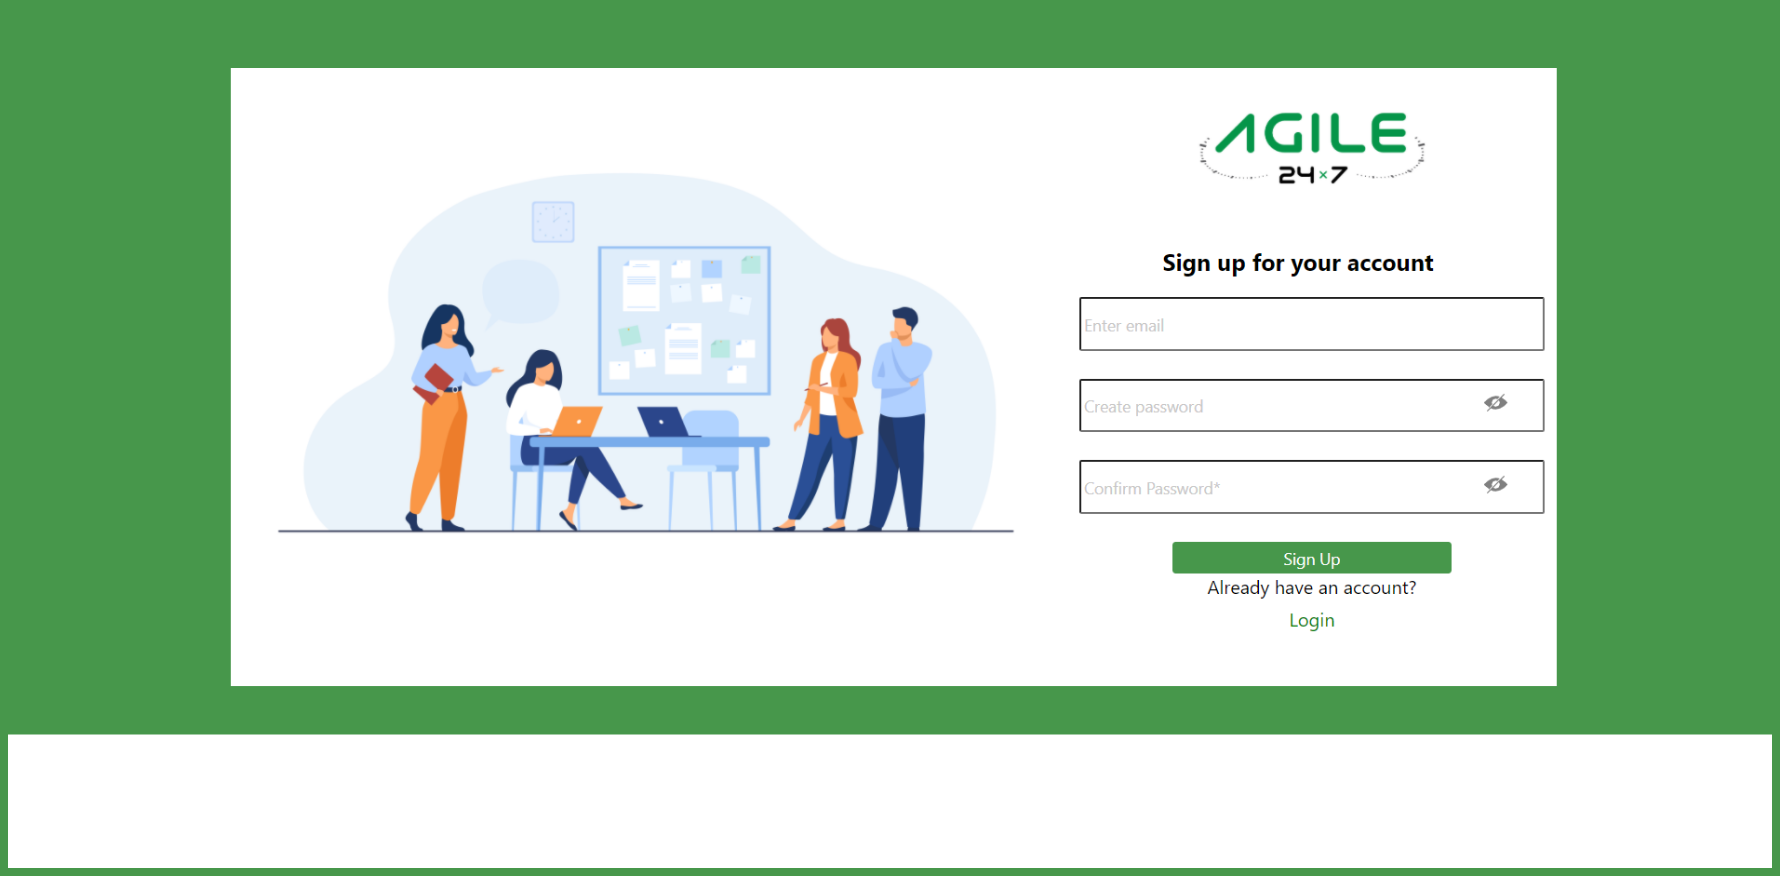 AGILE
24×7
Sign up for your account
Enter email
Create password
Confirm Password*
Sign Up
Already have an account?
Login